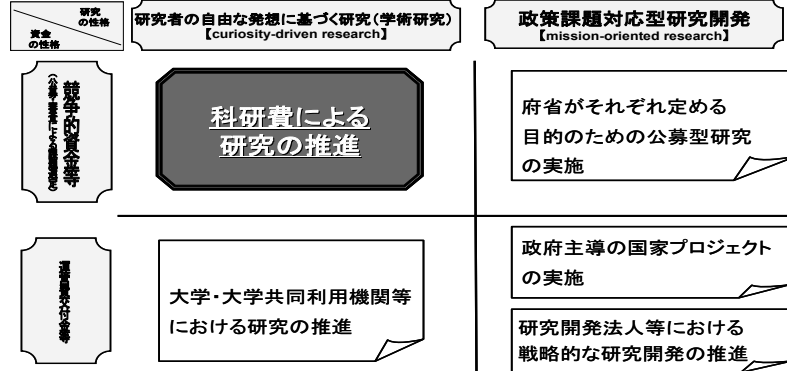 研究
の性格
資金
の性格
研究者の自由な発想に基づく研究(学術研究)
【curiosity-driven research】
政策課題対応型研究開発
【mission-oriented research】
競争的資金等
科研費による
研究の推進
府省がそれぞれ定める
目的のための公募型研究
の実施
運営費交付金等
大学・大学共同利用機関等
における研究の推進
政府主導の国家プロジェクト
の実施
研究開発法人等における
戦略的な研究開発の推進